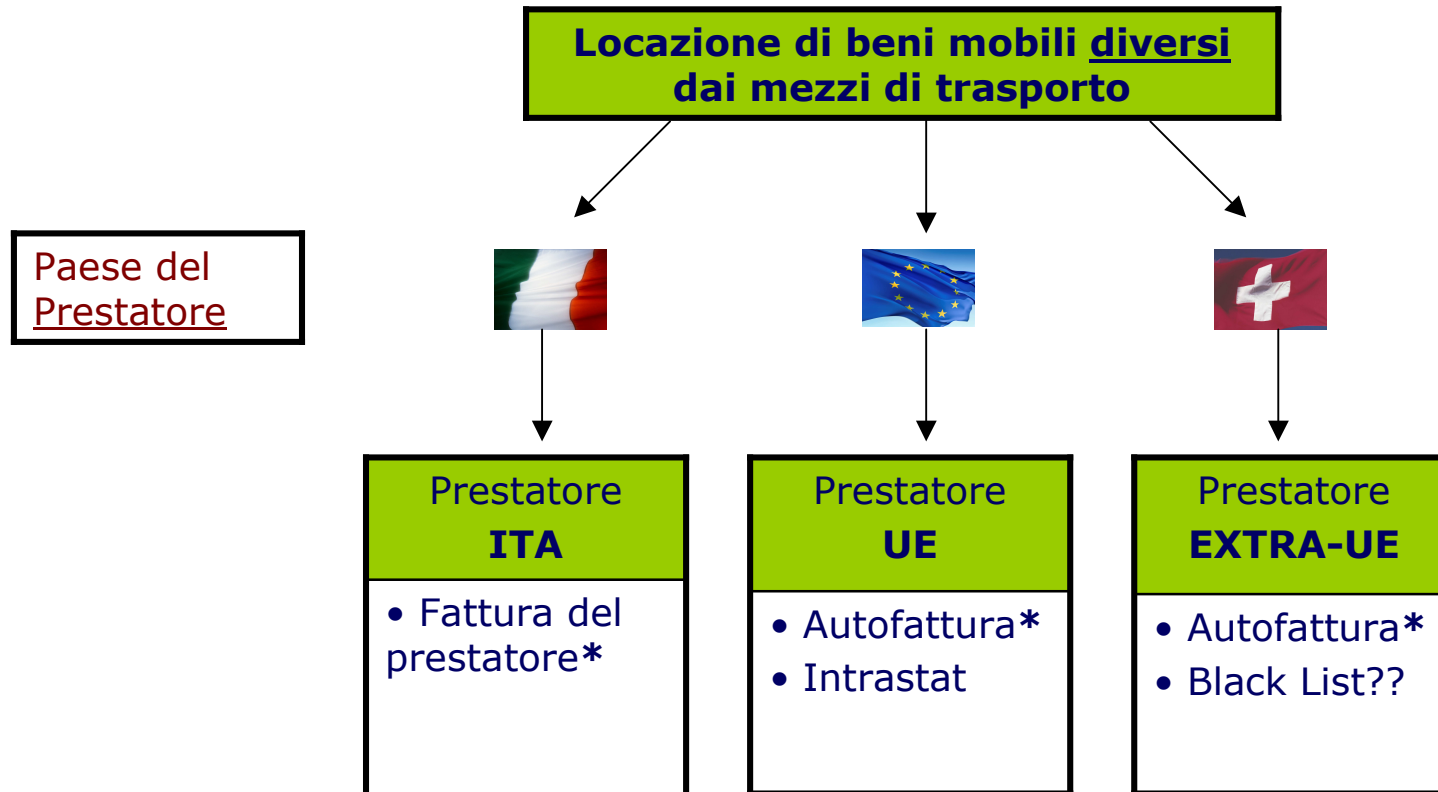 Locazione di beni mobili diversi
dai mezzi di trasporto
Paese del
Prestatore
Prestatore
ITA
• Fattura del
prestatore*
Prestatore
UE
• Autofattura*
• Intrastat
Prestatore
EXTRA-UE
• Autofattura*
• Black List??